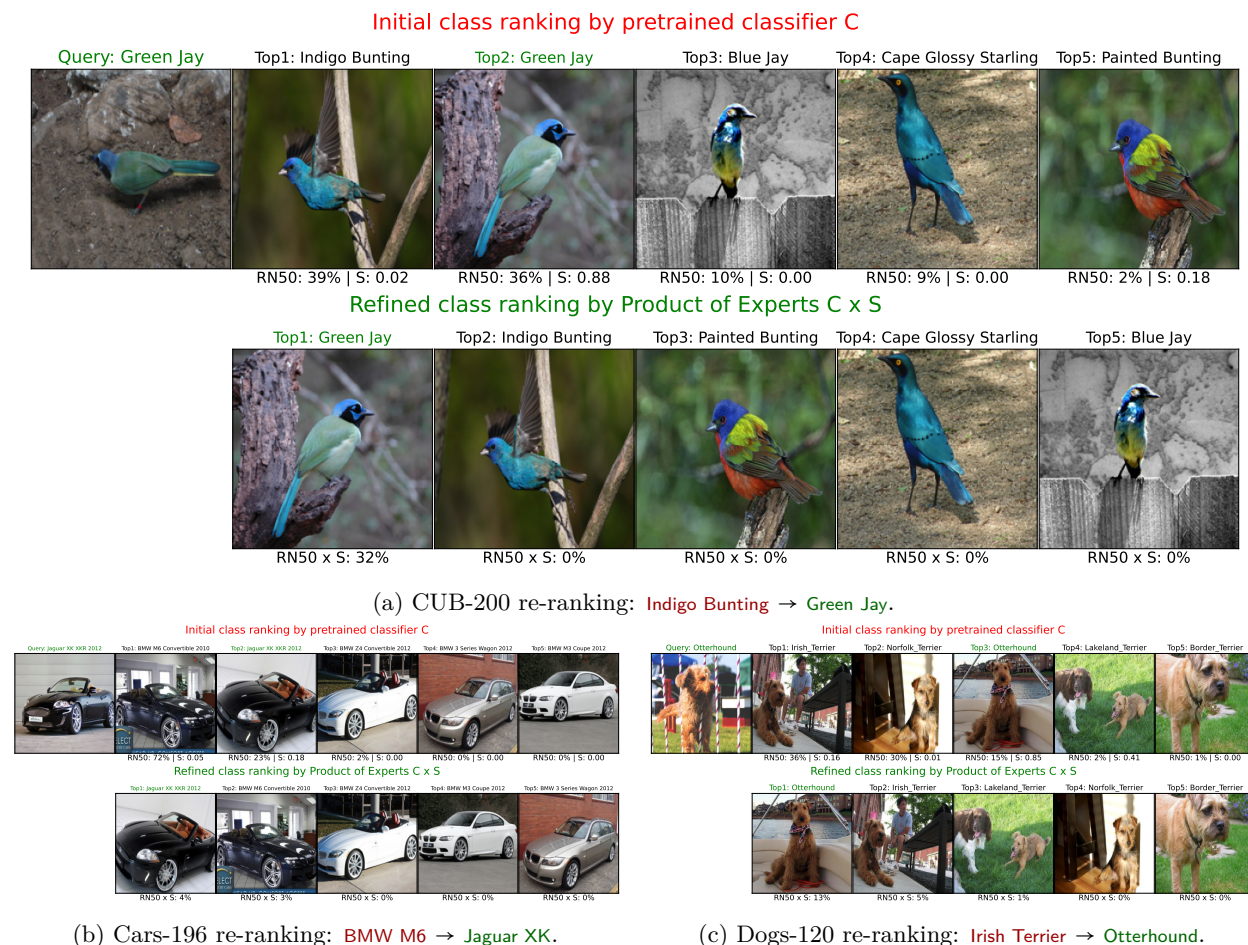 Initial class ranking by pretrained classifier C
Query: Green Jay
Top1: Indigo Bunting
Top2: Green Jay
Top3: Blue Jay
Top4: Cape Glossy Starling
Top5: Painted Bunting
RN50: 39% | S: 0.02
RN50: 36% | S: 0.88
RN50: 10% | S: 0.00
RN50: 9% | S: 0.00
RN50: 2% | S: 0.18
Refined class ranking by Product of Experts C x S
Top1: Green Jay
Top2: Indigo Bunting
Top3: Painted Bunting
Top4: Cape Glossy Starling
Top5: Blue Jay
RN50 x S: 32%
RN50 x S: 0%
RN50 x S: 0%
RN50 x S: 0%
RN50 x S: 0%
(a) CUB-200 re-ranking: Indigo Bunting → Green Jay.
Initial class ranking by pretrained classifier C
Query: Jaguar XK XKR 2012
Top1: BMW M6 Convertible 2010
Top2: Jaguar XK XKR 2012
Top3: BMW Z4 Convertible 2012
Top4: BMW 3 Series Wagon 2012
Top5: BMW M3 Coupe 2012
ELECT
RN50: 72% | S: 0.05
RN50: 23% | S: 0.18
RN50: 2% | S: 0.00
RN50: 0% | S: 0.00
RN50: 0% | S: 0.00
Refined class ranking by Product of Experts C x S
Top1: Jaguar XK XKR 2012
Top2: BMW M6 Convertible 2010
Top3: BMW Z4 Convertible 2012
Top4: BMW M3 Coupe 2012
Top5: BMW 3 Series Wagon 2012
ELECT
RN50 x S: 4%
RN50 x S: 3%
RN50 x S: 0%
RN50 x S: 0%
RN50 x S: 0%
(b) Cars-196 re-ranking: BMW M6 → Jaguar XK.
Initial class ranking by pretrained classifier C
Query: Otterhound
Top1: Irish_Terrier
Top2: Norfolk_Terrier
Top3: Otterhound
Top4: Lakeland_Terrier
Top5: Border_Terrier
RN50: 36% | S: 0.16
RN50: 30% | S: 0.01
RN50: 15% | S: 0.85
RN50: 2% | S: 0.41
RN50: 1% | S: 0.00
Refined class ranking by Product of Experts C x S
Top1: Otterhound
Top2: Irish_Terrier
Top3: Lakeland_Terrier
Top4: Norfolk_Terrier
Top5: Border_Terrier
RN50 x S: 13%
RN50 x S: 5%
RN50 x S: 1%
RN50 x S: 0%
RN50 x S: 0%
(c) Dogs-120 re-ranking: Irish Terrier → Otterhound.